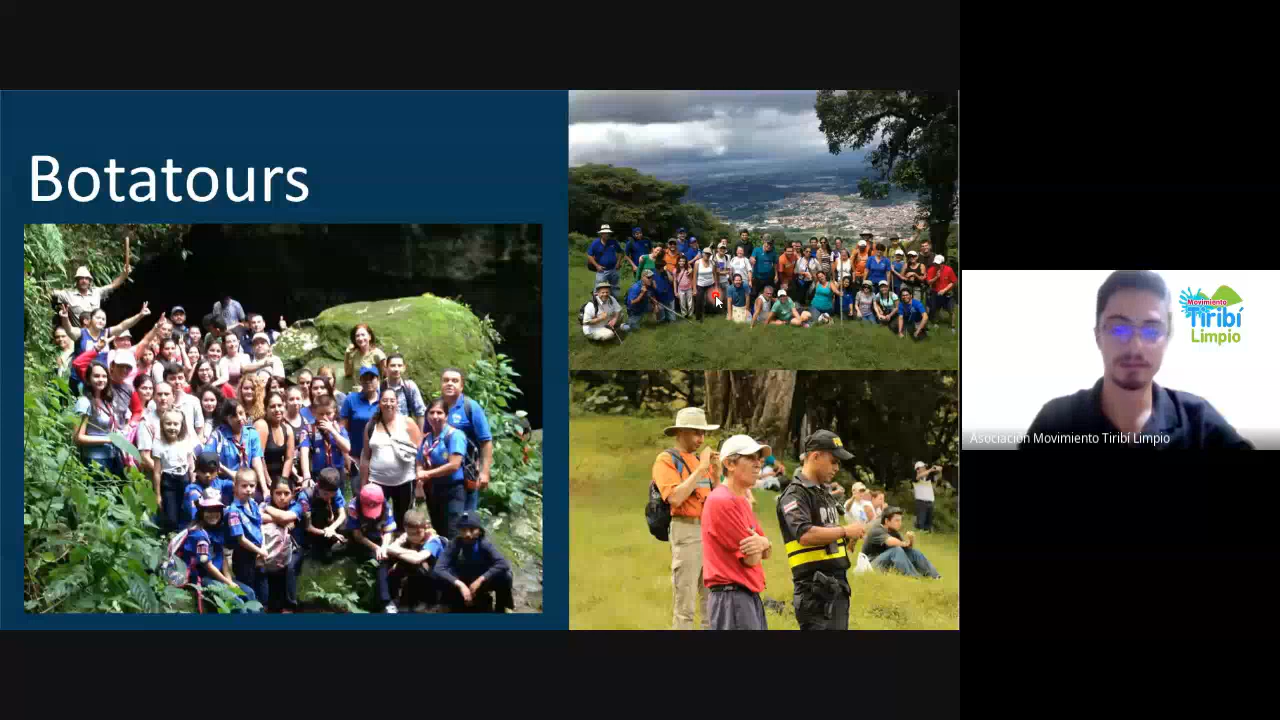 Botatours
Movimiento
Tiribí
Limpio
Asociación Movimiento Tiribí Limpio